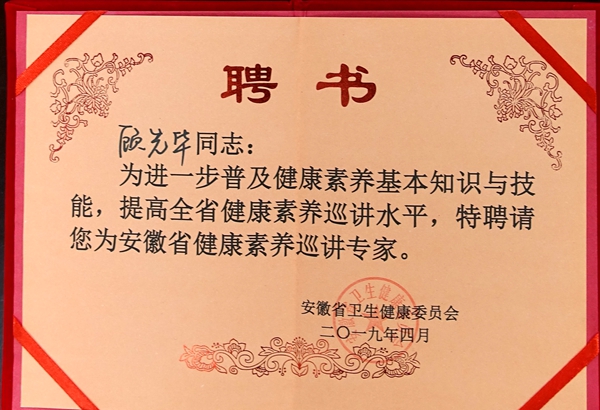 聘书
顾先毕同志：
为进一步普及健康素养基本知识与技
能，提高全省健康素养巡讲水平，特聘请
您为安徽省健康素养巡讲专家。
安徽省卫生健康委员会
二〇一九年四月